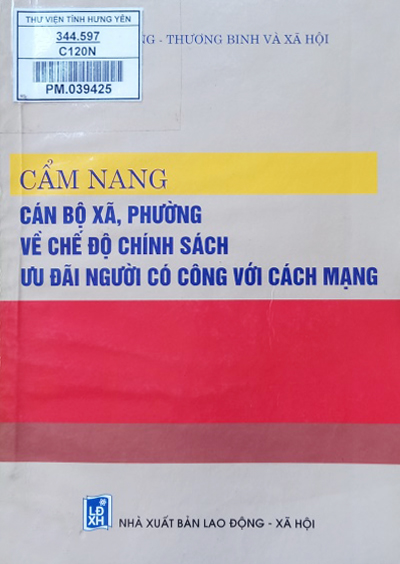 THƯ VIỆN TỈNH HƯNG YÊN
344.597
C120N
PM.039425
NG - THƯƠNG BINH VÀ XÃ HỘI
CẨM NANG
CÁN BỘ XÃ, PHƯỜNG
VỀ CHẾ ĐỘ CHÍNH SÁCH
ƯU ĐÃI NGƯỜI CÓ CÔNG VỚI CÁCH MẠNG
LĐ
XH
NHÀ XUẤT BẢN LAO ĐỘNG - XÃ HỘI